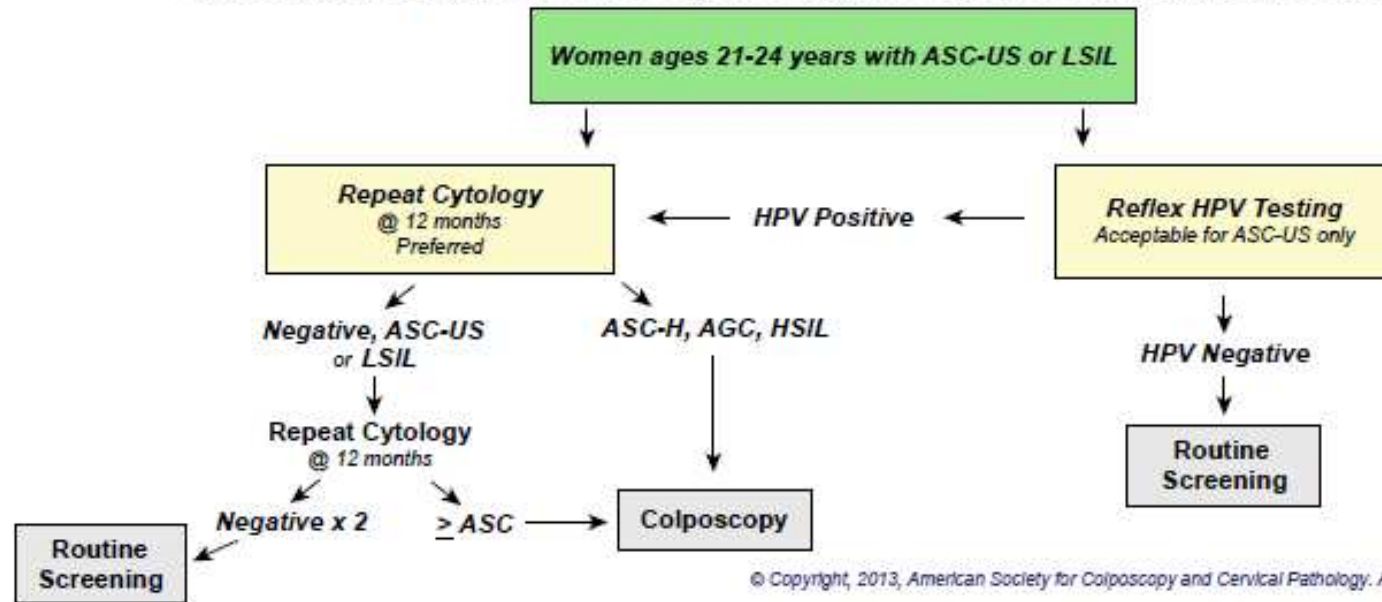 Women ages 21-24 years with ASC-US or LSIL
Repeat Cytology
@ 12 months
Preferred
HPV Positive
Reflex HPV Testing
Acceptable for ASC-US only
Negative, ASC-US
or LSIL
ASC-H, AGC, HSIL
HPV Negative
Repeat Cytology
@ 12 months
Routine
Screening
Negative x 2
≥ ASC
Colposcopy
Routine
Screening
© Copyright, 2013, American Society for Colposcopy and Cervical Pathology. A